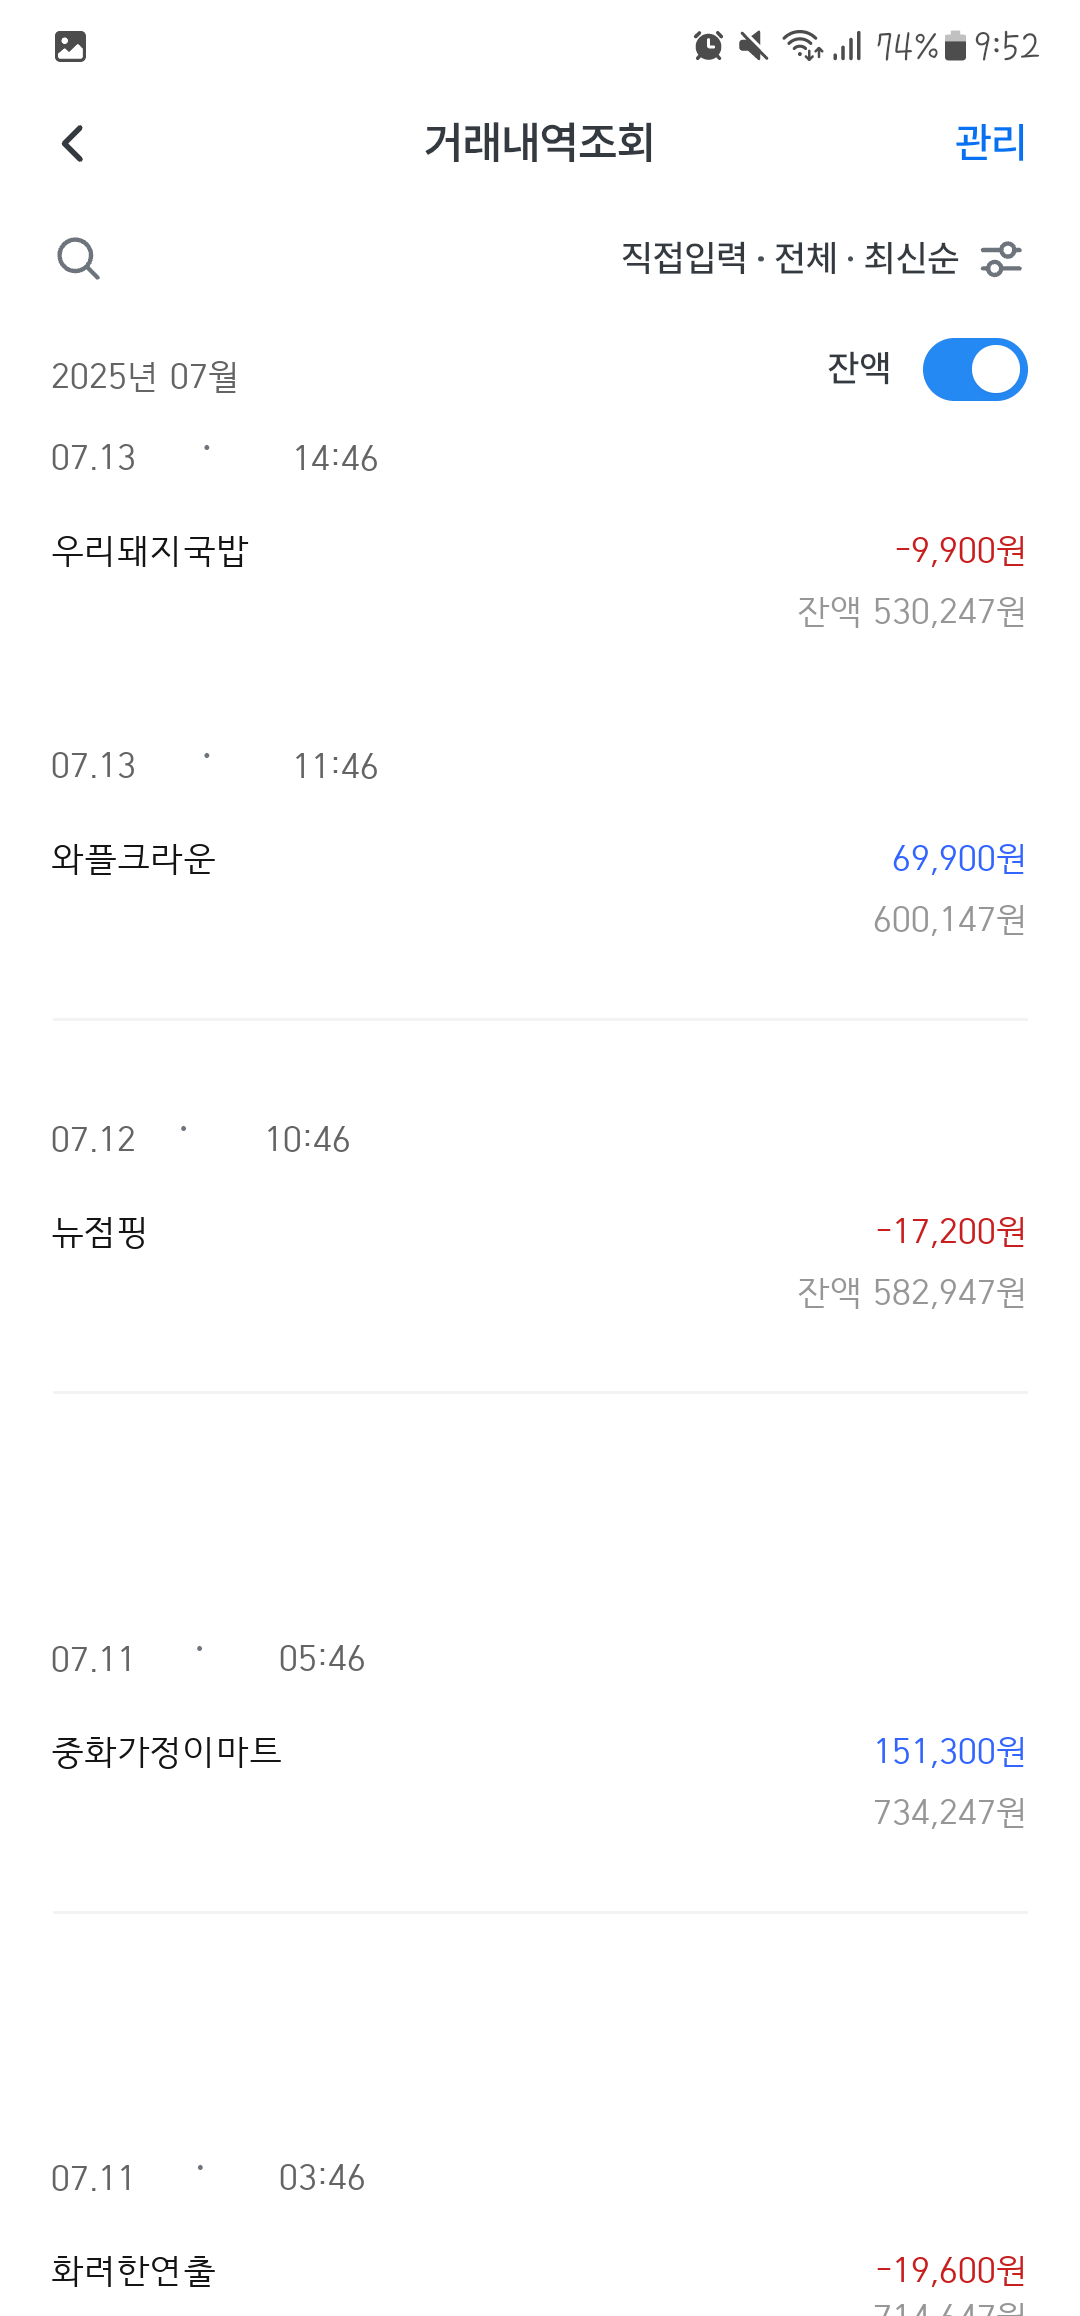 74% 9:52
거래내역조회 관리
직접입력 · 전체 · 최신순
2025년 07월 잔액
07.13 · 14:46
우리돼지국밥 -9,900원
잔액 530,247원
07.13 · 11:46
와플크라운 69,900원
600,147원
07.12 · 10:46
뉴점핑 -17,200원
잔액 582,947원
07.11 · 05:46
중화가정이마트 151,300원
734,247원
07.11 · 03:46
화려한연출 -19,600원
714,647원